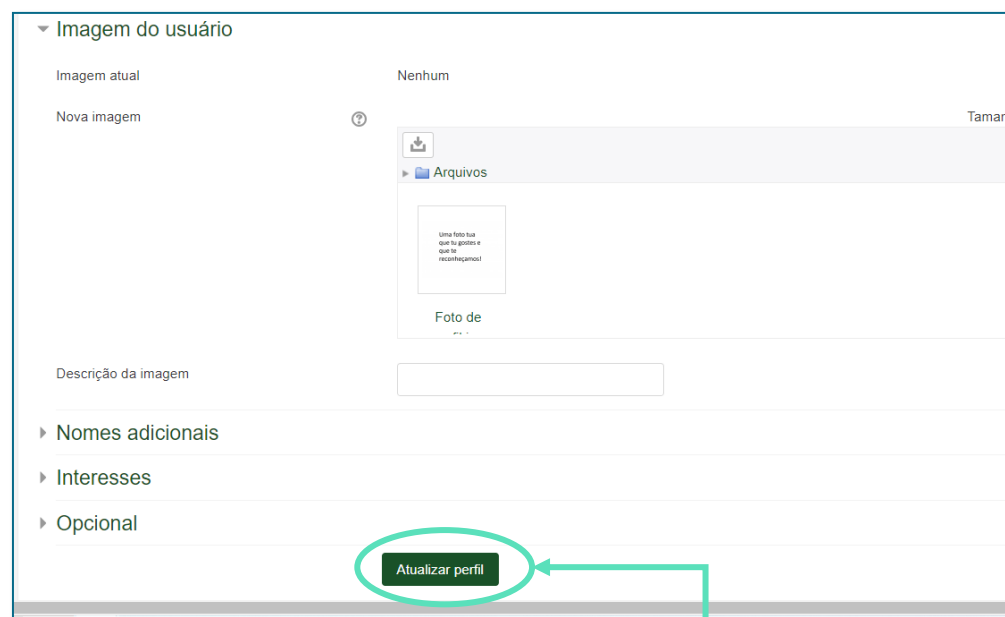 Imagem do usuário
Imagem atual
Nenhum
Nova imagem
Taman
Arquivos
Uma foto tua
que tu gostes e
que te
reconheçamos!
Foto de
Descrição da imagem
Nomes adicionais
Interesses
Opcional
Atualizar perfil